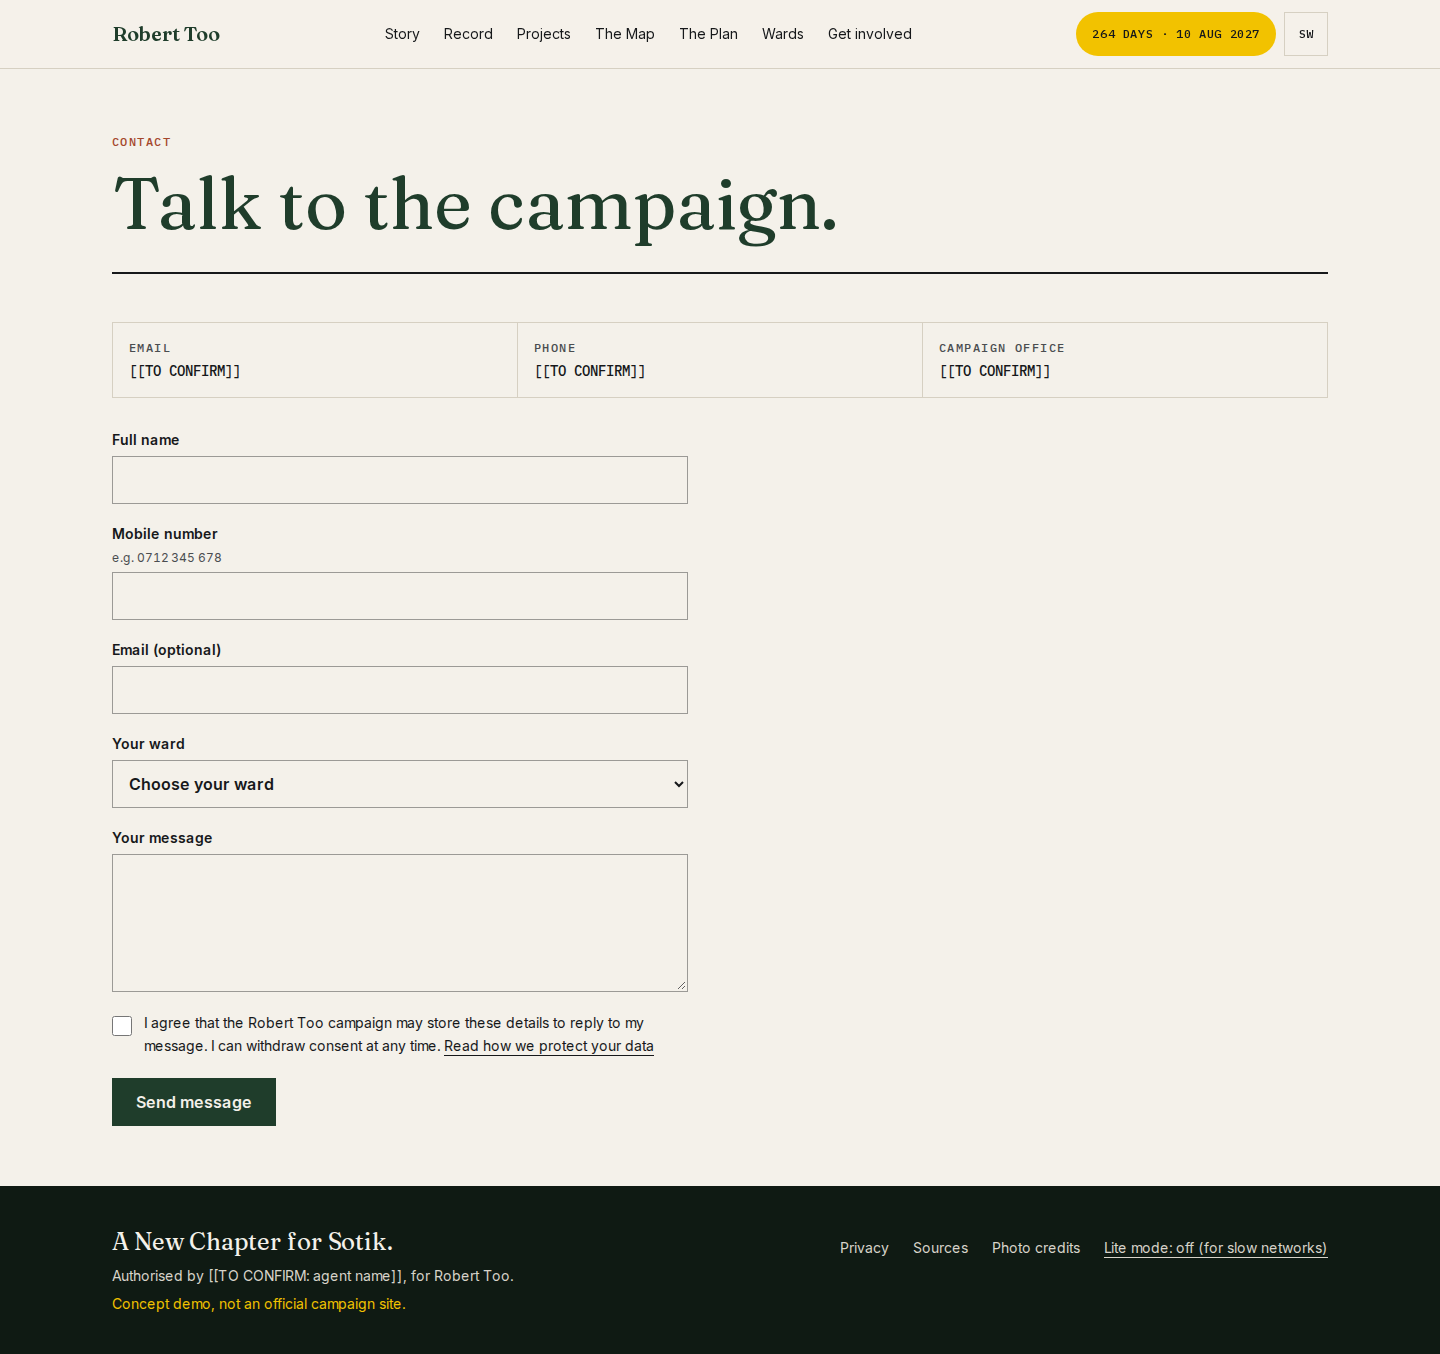 Robert Too
Story Record Projects The Map The Plan Wards Get involved
264 DAYS · 10 AUG 2027
SW
CONTACT
Talk to the campaign.
EMAIL
[[TO CONFIRM]]
PHONE
[[TO CONFIRM]]
CAMPAIGN OFFICE
[[TO CONFIRM]]
Full name
Mobile number
e.g. 0712 345 678
Email (optional)
Your ward
Choose your ward
Your message
I agree that the Robert Too campaign may store these details to reply to my
message. I can withdraw consent at any time. Read how we protect your data
Send message
A New Chapter for Sotik.
Authorised by [[TO CONFIRM: agent name]], for Robert Too.
Concept demo, not an official campaign site.
Privacy Sources Photo credits Lite mode: off (for slow networks)